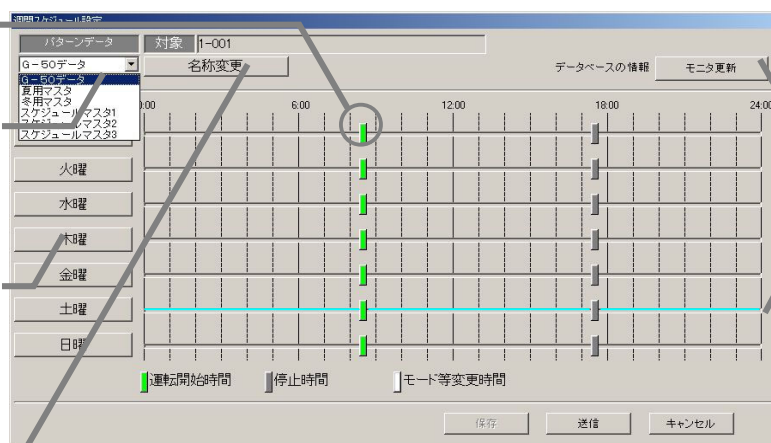 週間スケジュール設定
パターンデータ 対象 1-001
G-50データ 名称変更 データベースの情報 モニタ更新
G-50データ
夏用マスタ
冬用マスタ
スケジュールマスタ1
スケジュールマスタ2
スケジュールマスタ3
:00 6:00 12:00 18:00 24:00
火曜
水曜
木曜
金曜
土曜
日曜
運転開始時間 停止時間 モード等変更時間
保存 送信 キャンセル